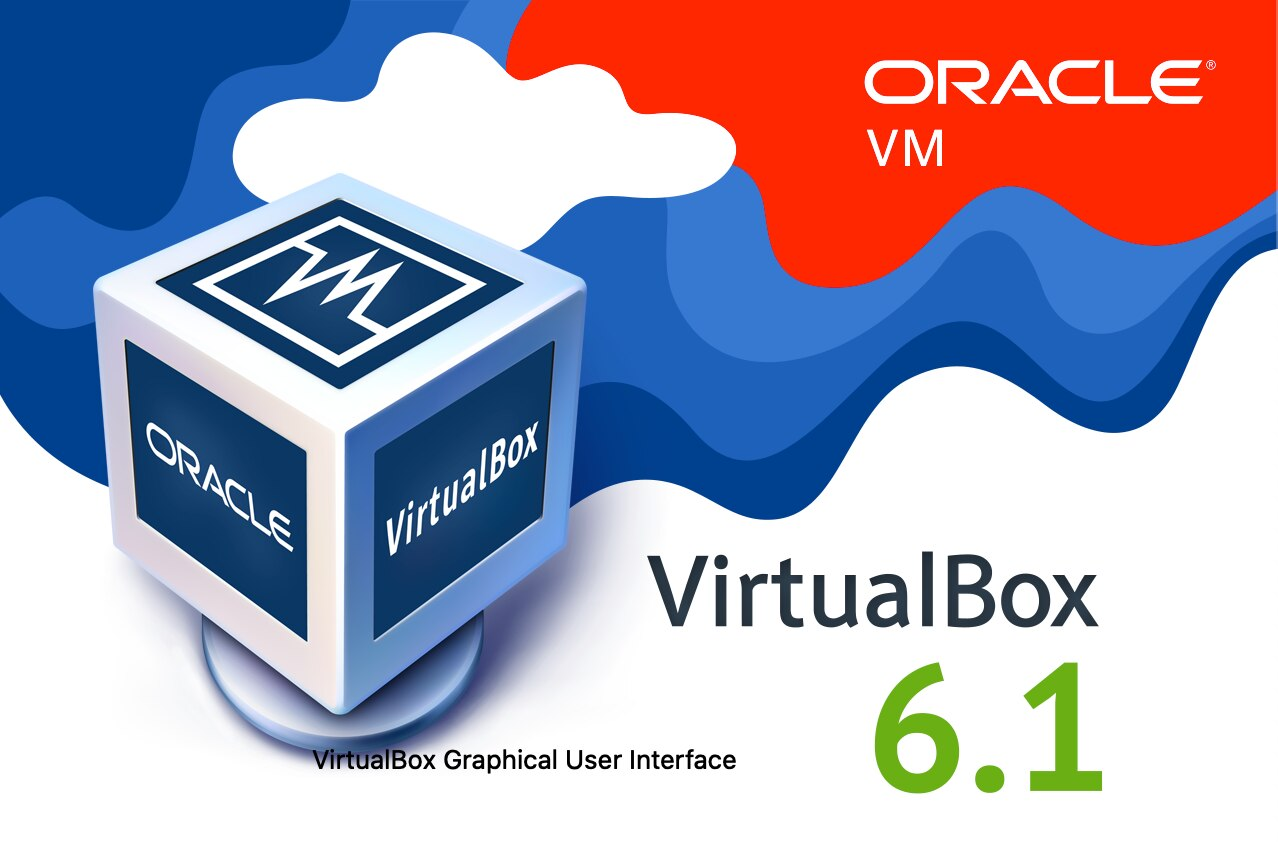 ORACLE®
VM
ORACLE
VirtualBox
VirtualBox
6.1
VirtualBox Graphical User Interface